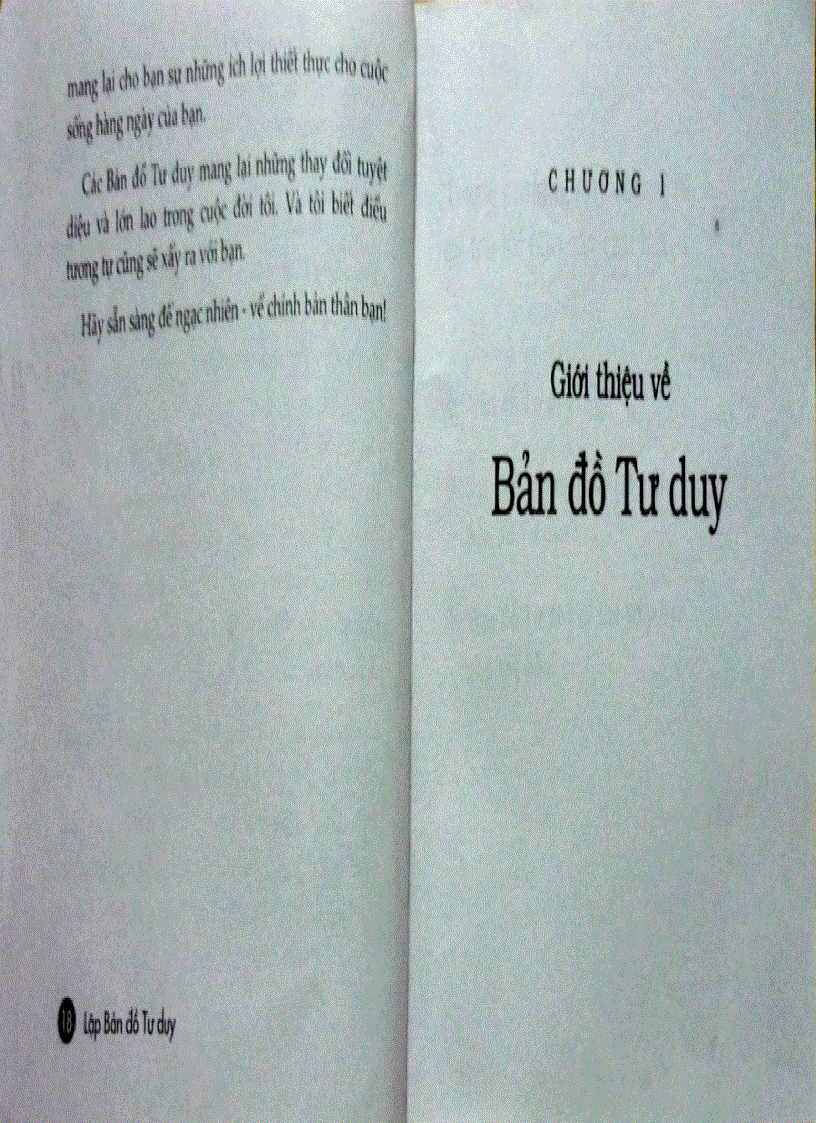 mang lại cho bạn sự những ích lợi thiết thực cho cuộc
sống hàng ngày của bạn.
Các Bản đồ Tư duy mang lại những thay đổi tuyệt
diệu và lớn lao trong cuộc đời tôi. Và tôi biết điều
tương tự cũng sẽ xảy ra với bạn.
Hãy sẵn sàng để ngạc nhiên - về chính bản thân bạn!
18 Lập Bản đồ Tư duy
CHƯƠNG 1
Giới thiệu về
Bản đồ Tư duy